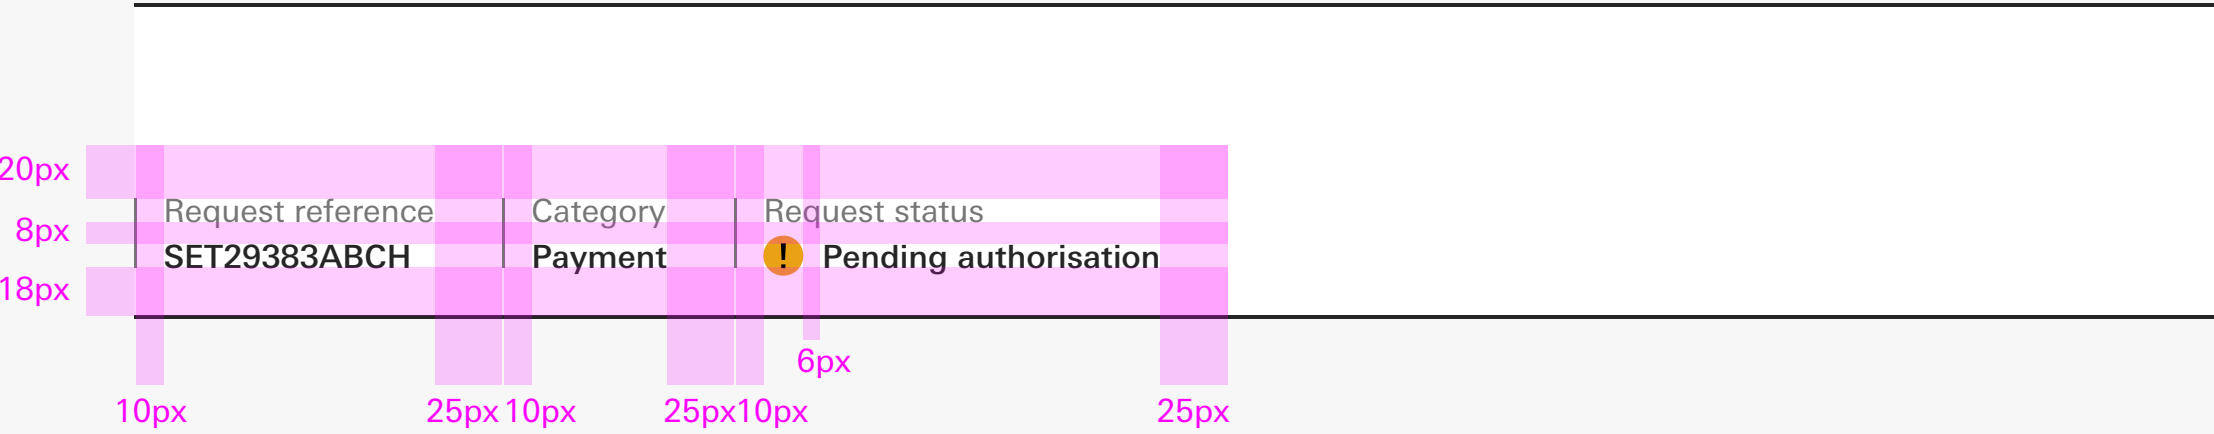 20px
Request reference Category Request status
8px
SET29383ABCH Payment ! Pending authorisation
18px
6px
10px 25px 10px 25px 10px 25px